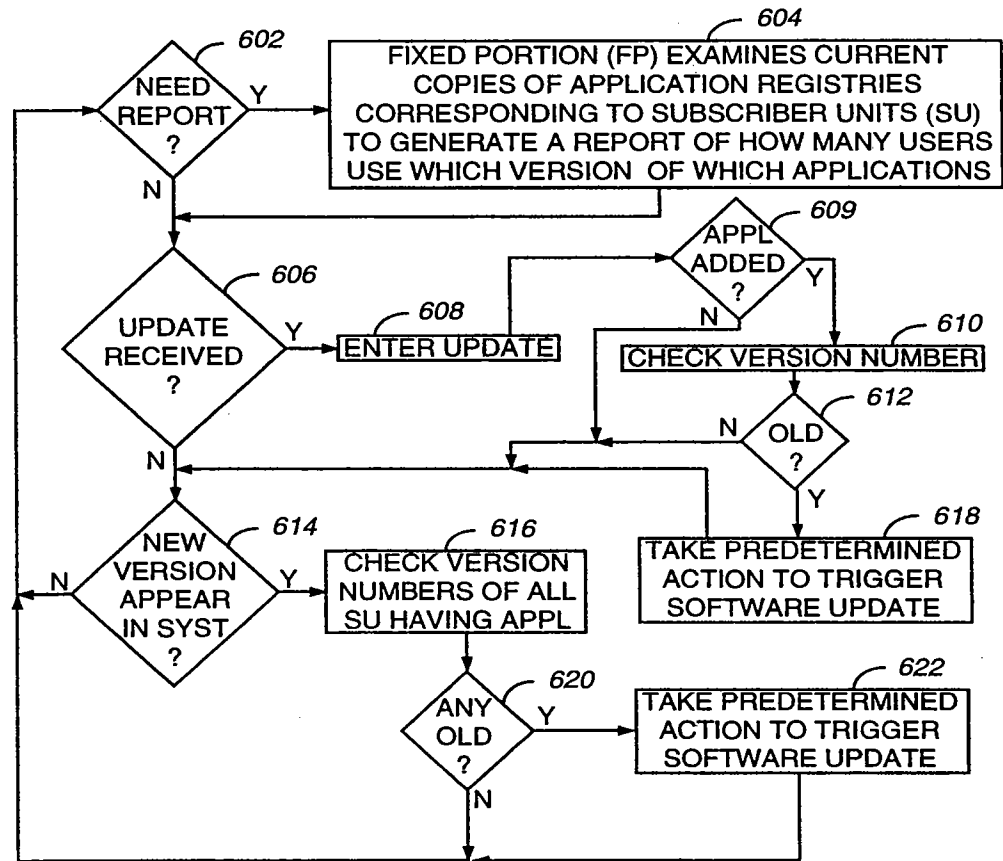 602
NEED
REPORT
?
Y
N
604
FIXED PORTION (FP) EXAMINES CURRENT
COPIES OF APPLICATION REGISTRIES
CORRESPONDING TO SUBSCRIBER UNITS (SU)
TO GENERATE A REPORT OF HOW MANY USERS
USE WHICH VERSION OF WHICH APPLICATIONS
606
UPDATE
RECEIVED
?
Y
N
608
ENTER UPDATE
609
APPL
ADDED
?
Y
N
610
CHECK VERSION NUMBER
612
OLD
?
N
Y
618
TAKE PREDETERMINED
ACTION TO TRIGGER
SOFTWARE UPDATE
614
NEW
VERSION
APPEAR
IN SYST
?
N
Y
616
CHECK VERSION
NUMBERS OF ALL
SU HAVING APPL
620
ANY
OLD
?
Y
N
622
TAKE PREDETERMINED
ACTION TO TRIGGER
SOFTWARE UPDATE